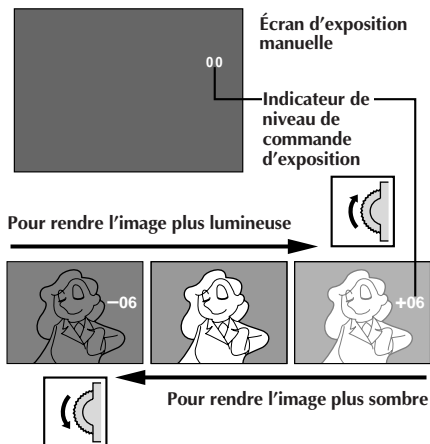 Écran d'exposition
manuelle
00
Indicateur de
niveau de
commande
d'exposition
Pour rendre l'image plus lumineuse
–06
+06
Pour rendre l'image plus sombre